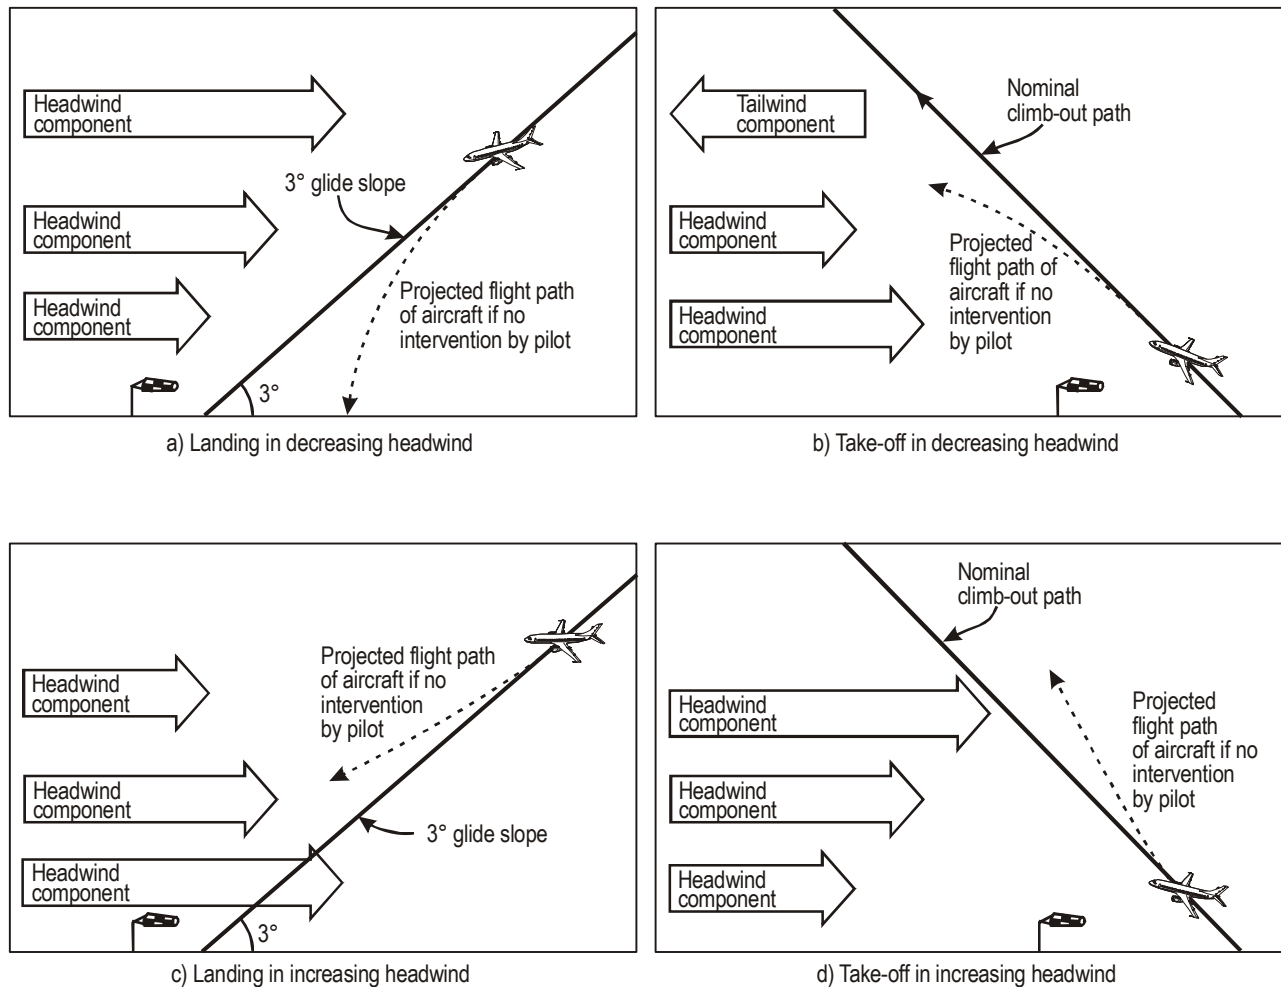 Headwind
component
3° glide slope
Headwind
component
Projected flight path
of aircraft if no
intervention by pilot
Headwind
component
3°
a) Landing in decreasing headwind
Nominal
climb-out path
Tailwind
component
Headwind
component
Projected
flight path of
aircraft if no
intervention
by pilot
Headwind
component
b) Take-off in decreasing headwind
Projected flight path
of aircraft if no
intervention
by pilot
Headwind
component
Headwind
component
3° glide slope
Headwind
component
3°
c) Landing in increasing headwind
Nominal
climb-out path
Headwind
component
Projected
flight path
of aircraft if no
intervention
by pilot
Headwind
component
Headwind
component
d) Take-off in increasing headwind